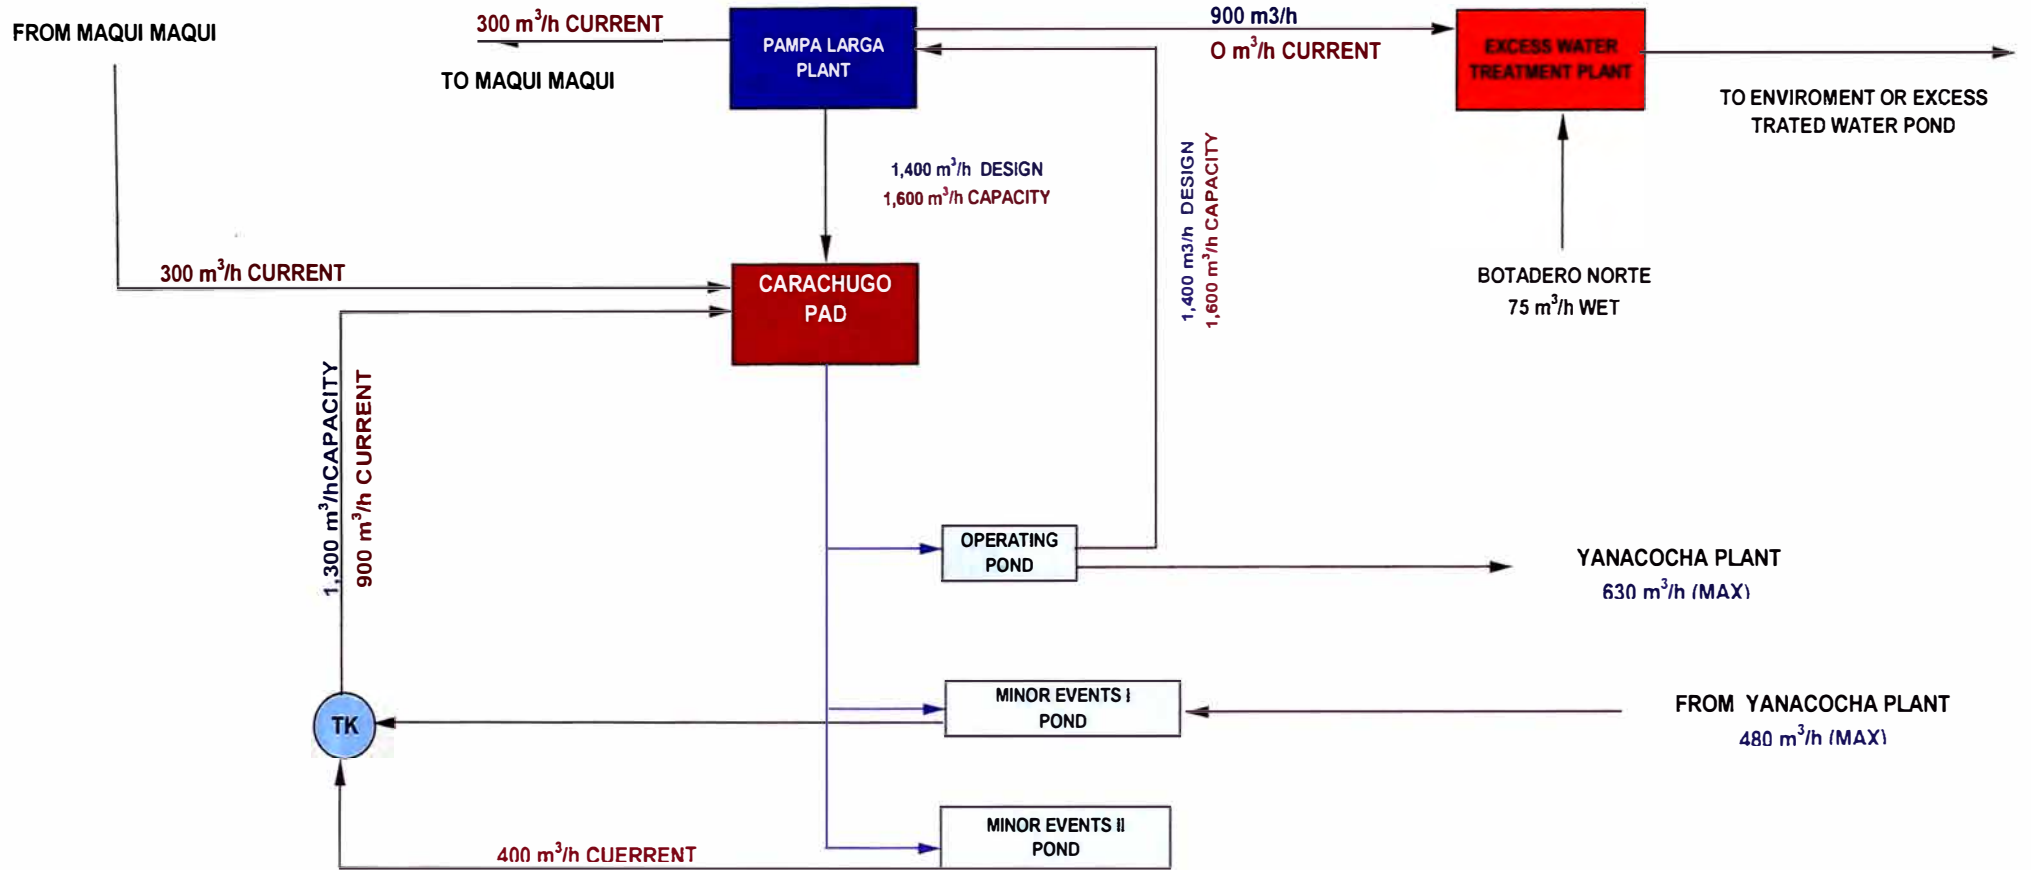 FROM MAQUI MAQUI
300 m³/h CURRENT
TO MAQUI MAQUI
PAMPA LARGA
PLANT
900 m3/h
O m³/h CURRENT
EXCESS WATER
TREATMENT PLANT
TO ENVIROMENT OR EXCESS
TRATED WATER POND
1,400 m³/h DESIGN
1,600 m³/h CAPACITY
1,400 m3/h DESIGN
1,600 m³/h CAPACITY
BOTADERO NORTE
75 m³/h WET
300 m³/h CURRENT
CARACHUGO
PAD
1,300 m³/hCAPACITY
900 m³/h CURRENT
OPERATING
POND
YANACOCHA PLANT
630 m³/h (MAX)
TK
MINOR EVENTS I
POND
FROM YANACOCHA PLANT
480 m³/h (MAX)
MINOR EVENTS II
POND
400 m³/h CUERRENT